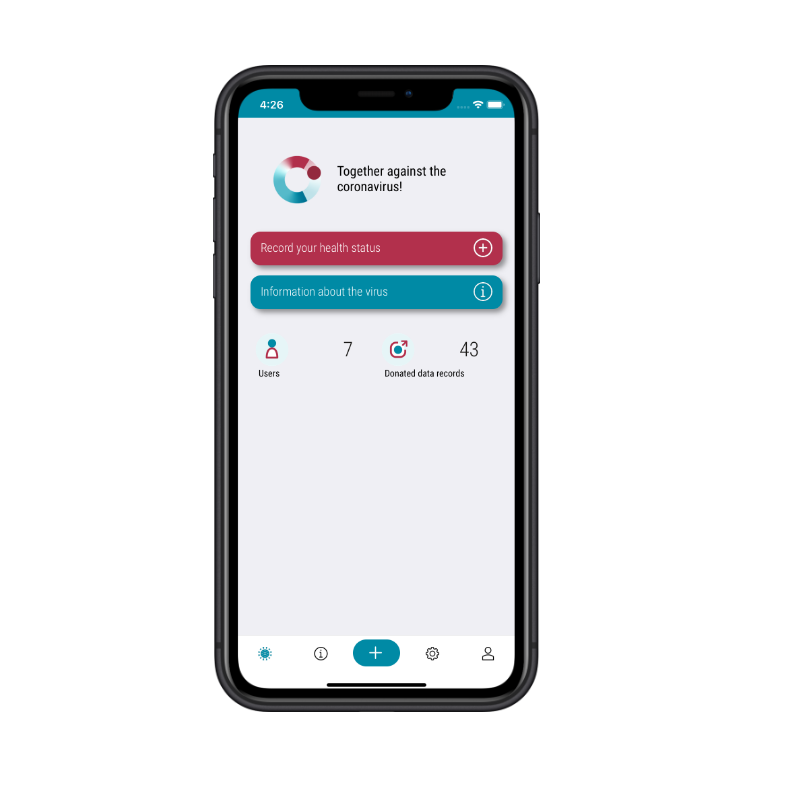 4:26
Together against the
coronavirus!
Record your health status
Information about the virus
7
43
Users
Donated data records